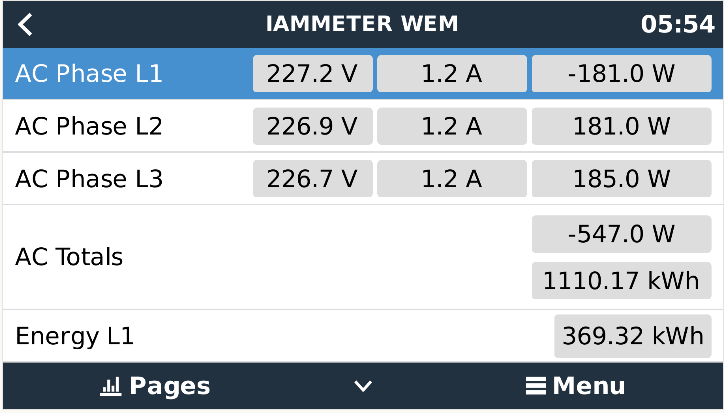 IAMMETER WEM 05:54
AC Phase L1 227.2 V 1.2 A -181.0 W
AC Phase L2 226.9 V 1.2 A 181.0 W
AC Phase L3 226.7 V 1.2 A 185.0 W
AC Totals -547.0 W
1110.17 kWh
Energy L1 369.32 kWh
Pages Menu